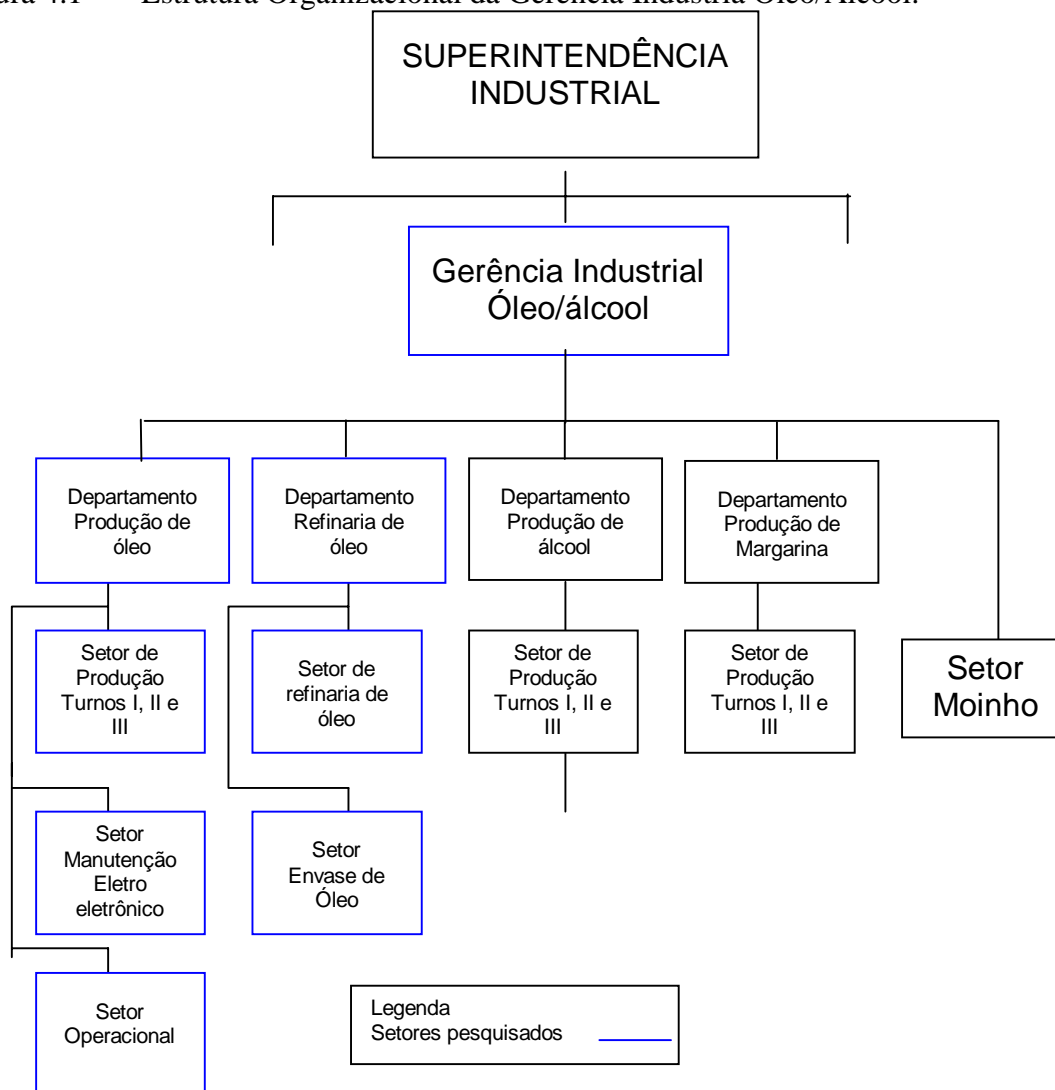 4.1 Estrutura Organizacional da Gerência Indústria Óleo/Álcool.
SUPERINTENDÊNCIA
INDUSTRIAL
Gerência Industrial
Óleo/álcool
Departamento
Produção de
óleo
Departamento
Refinaria de
óleo
Departamento
Produção de
álcool
Departamento
Produção de
Margarina
Setor de
Produção
Turnos I, II e
III
Setor de
refinaria de
óleo
Setor de
Produção
Turnos I, II e
III
Setor de
Produção
Turnos I, II e
III
Setor
Moinho
Setor
Manutenção
Eletro
eletrônico
Setor
Envase de
Óleo
Setor
Operacional
Legenda
Setores pesquisados